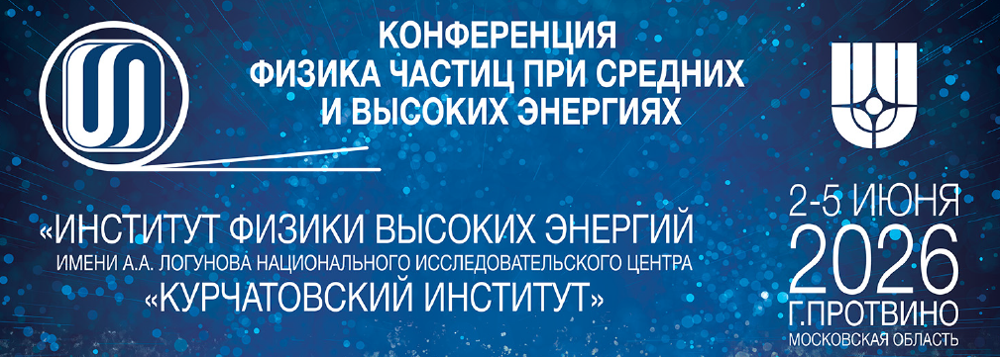 КОНФЕРЕНЦИЯ
ФИЗИКА ЧАСТИЦ ПРИ СРЕДНИХ
И ВЫСОКИХ ЭНЕРГИЯХ
«ИНСТИТУТ ФИЗИКИ ВЫСОКИХ ЭНЕРГИЙ
ИМЕНИ А.А. ЛОГУНОВА НАЦИОНАЛЬНОГО ИССЛЕДОВАТЕЛЬСКОГО ЦЕНТРА
«КУРЧАТОВСКИЙ ИНСТИТУТ»
2-5 ИЮНЯ
2026
Г.ПРОТВИНО
МОСКОВСКАЯ ОБЛАСТЬ